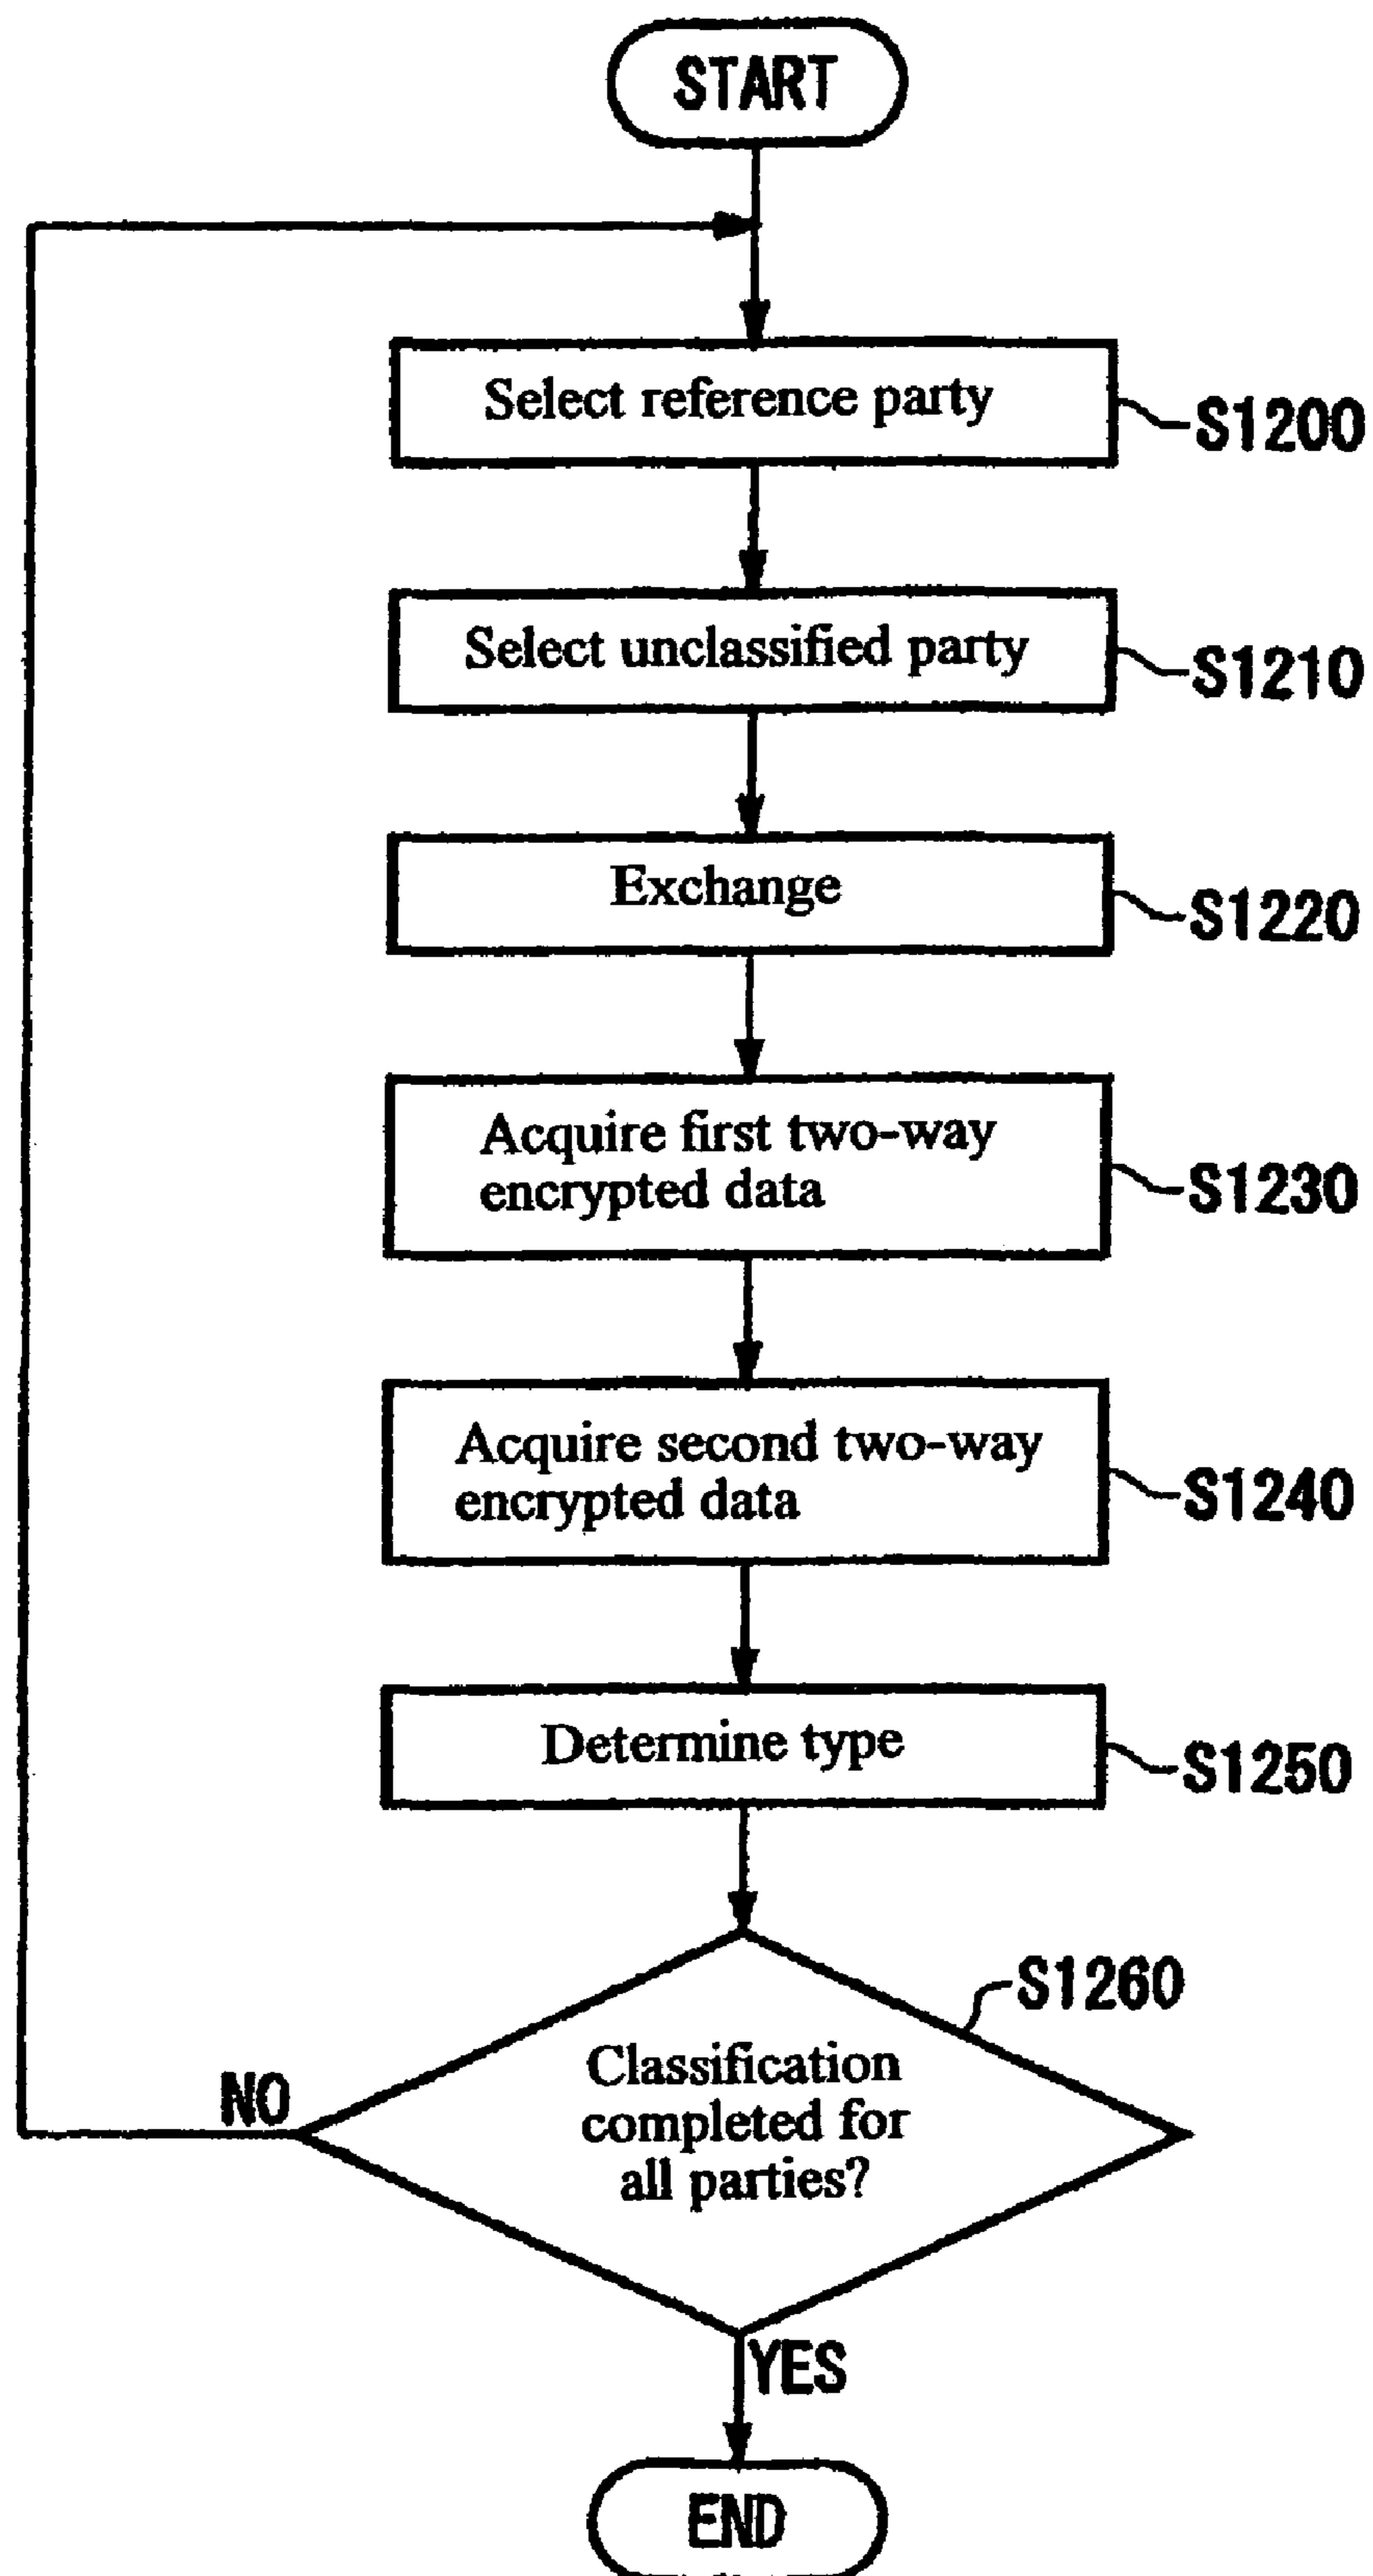 START
Select reference party
S1200
Select unclassified party
S1210
Exchange
S1220
Acquire first two-way
encrypted data
S1230
Acquire second two-way
encrypted data
S1240
Determine type
S1250
S1260
Classification
completed for
all parties?
NO
YES
END